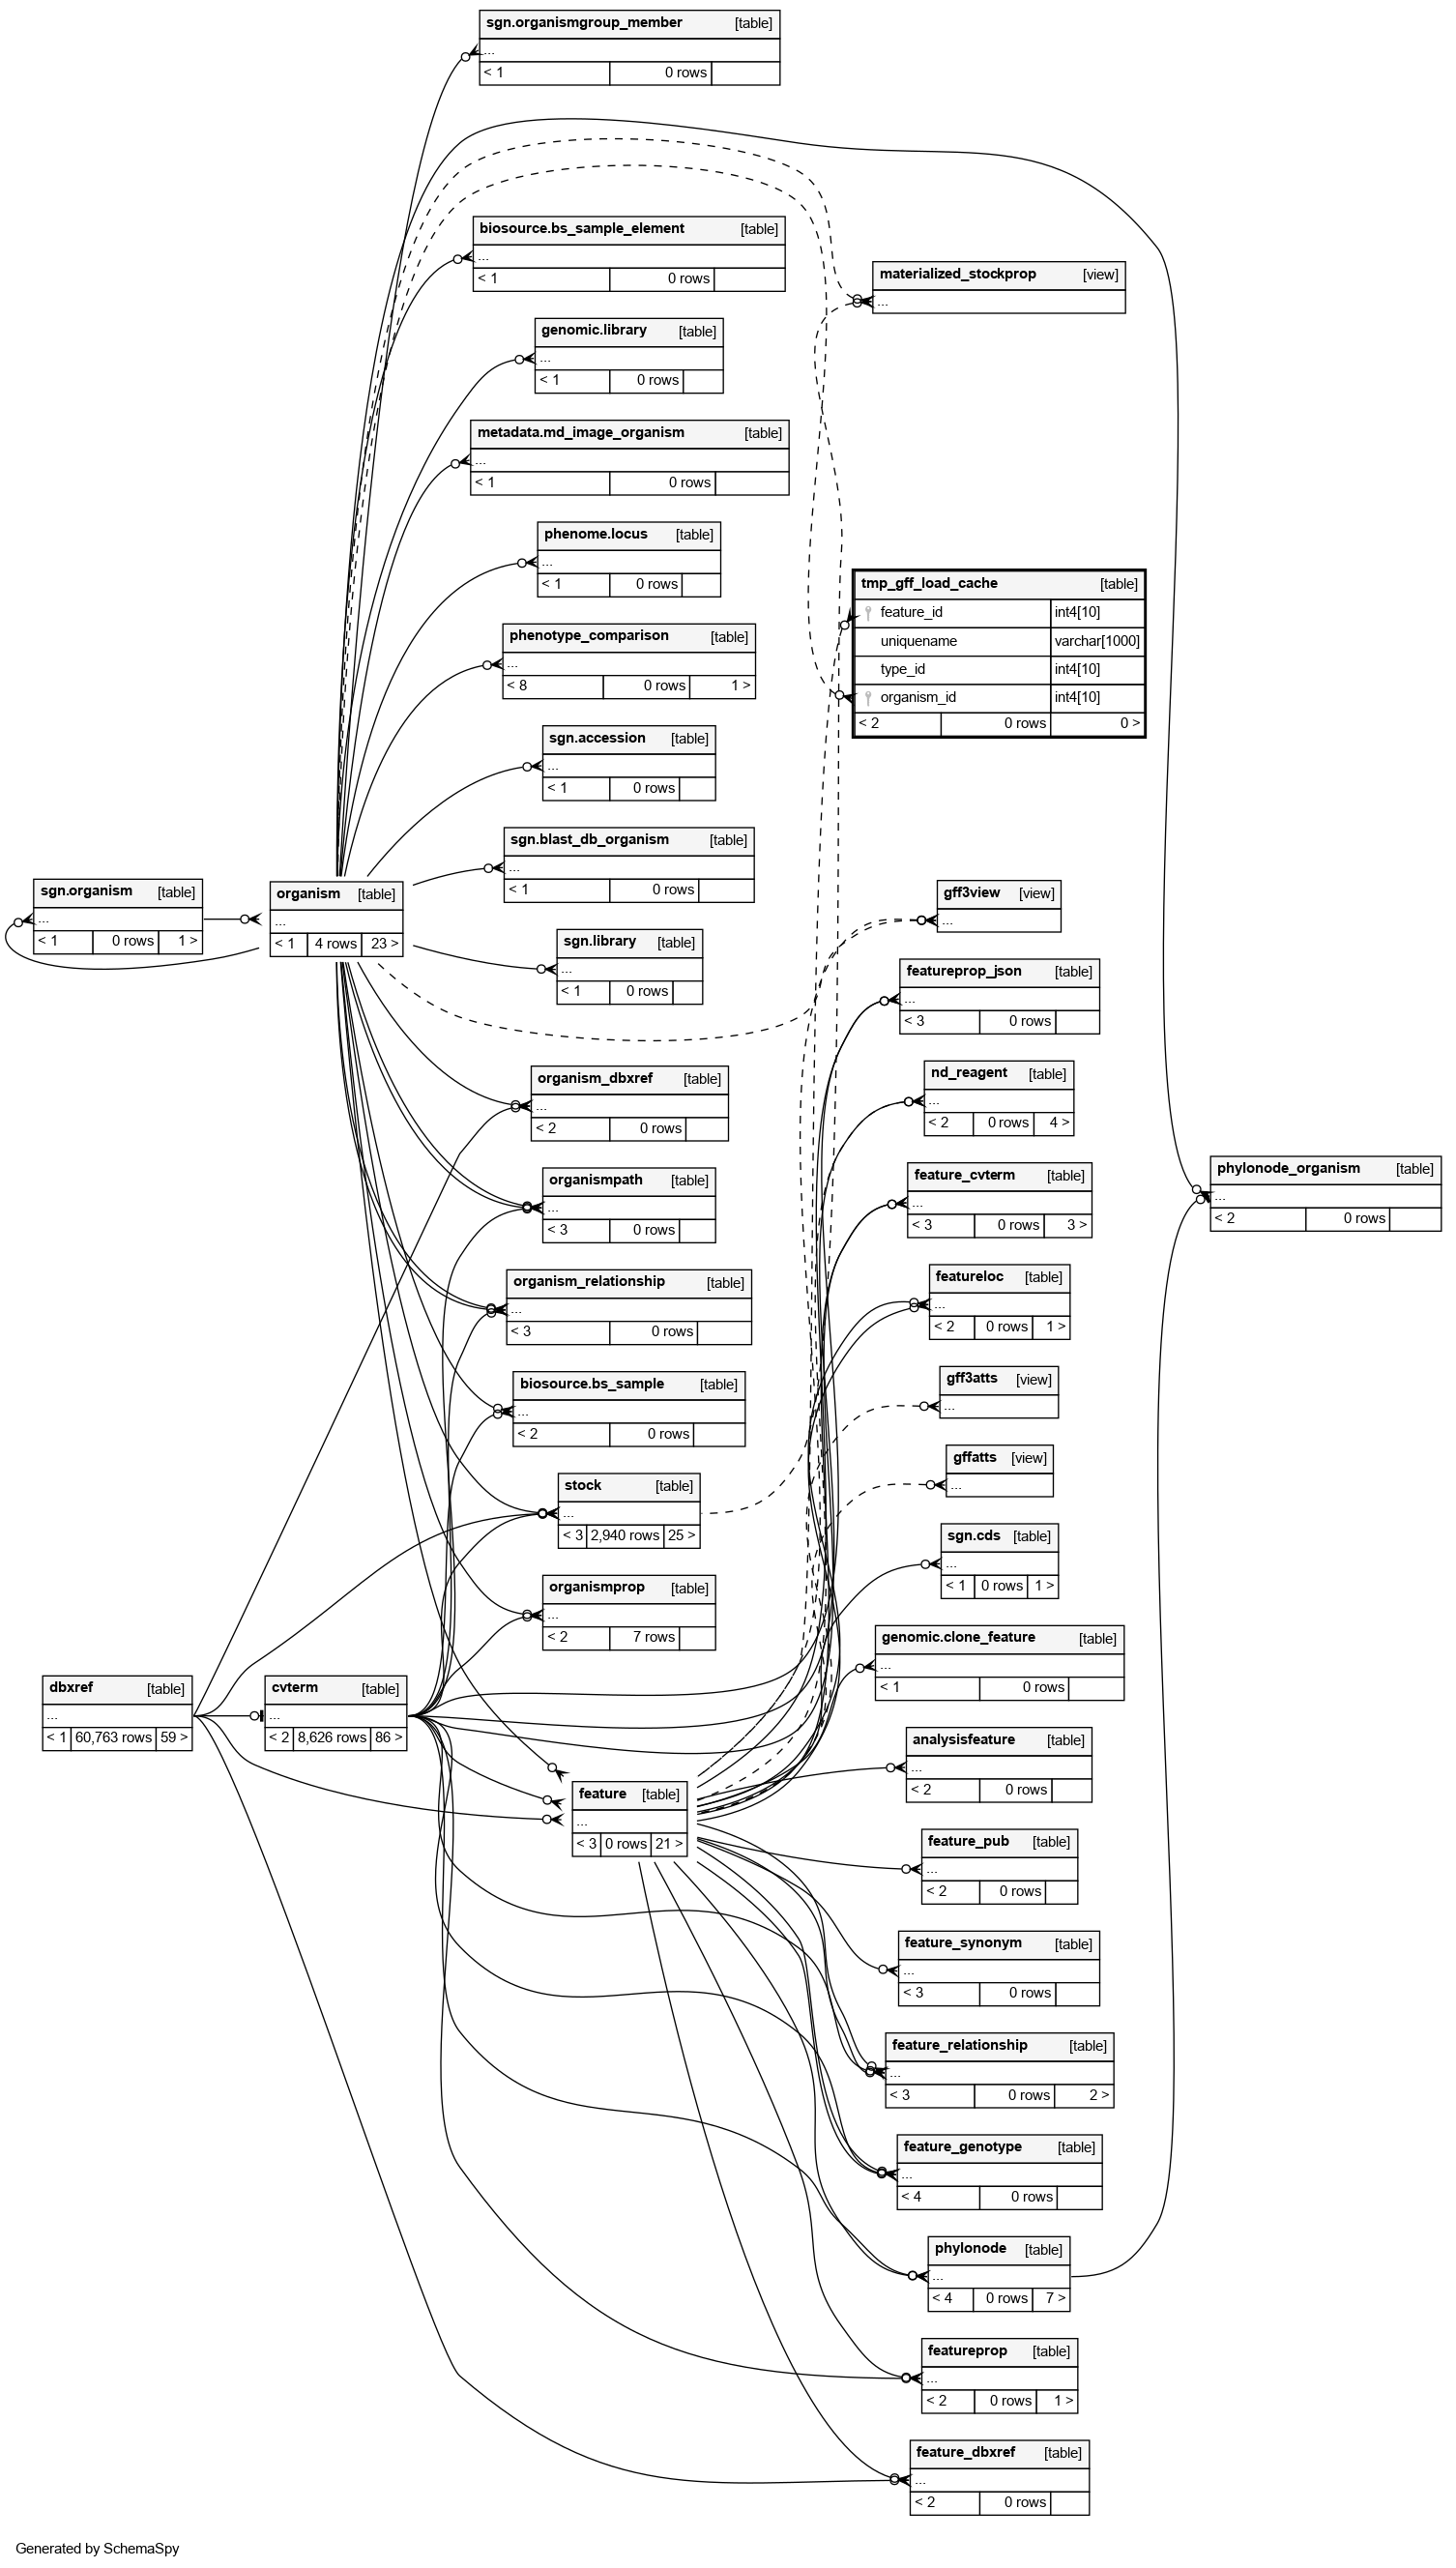 sgn.organismgroup_member [table]
...
< 1 0 rows
biosource.bs_sample_element [table]
...
< 1 0 rows
materialized_stockprop [view]
...
genomic.library [table]
...
< 1 0 rows
metadata.md_image_organism [table]
...
< 1 0 rows
phenome.locus [table]
...
< 1 0 rows
tmp_gff_load_cache [table]
feature_id int4[10]
uniquename varchar[1000]
type_id int4[10]
organism_id int4[10]
< 2 0 rows 0 >
phenotype_comparison [table]
...
< 8 0 rows 1 >
sgn.accession [table]
...
< 1 0 rows
sgn.blast_db_organism [table]
...
< 1 0 rows
sgn.organism [table]
...
< 1 0 rows 1 >
organism [table]
...
< 1 4 rows 23 >
gff3view [view]
...
sgn.library [table]
...
< 1 0 rows
featureprop_json [table]
...
< 3 0 rows
organism_dbxref [table]
...
< 2 0 rows
nd_reagent [table]
...
< 2 0 rows 4 >
organismpath [table]
...
< 3 0 rows
feature_cvterm [table]
...
< 3 0 rows 3 >
phylonode_organism [table]
...
< 2 0 rows
organism_relationship [table]
...
< 3 0 rows
featureloc [table]
...
< 2 0 rows 1 >
biosource.bs_sample [table]
...
< 2 0 rows
gff3atts [view]
...
stock [table]
...
< 3 2,940 rows 25 >
gffatts [view]
...
sgn.cds [table]
...
< 1 0 rows 1 >
organismprop [table]
...
< 2 7 rows
genomic.clone_feature [table]
...
< 1 0 rows
dbxref [table]
...
< 1 60,763 rows 59 >
cvterm [table]
...
< 2 8,626 rows 86 >
analysisfeature [table]
...
< 2 0 rows
feature [table]
...
< 3 0 rows 21 >
feature_pub [table]
...
< 2 0 rows
feature_synonym [table]
...
< 3 0 rows
feature_relationship [table]
...
< 3 0 rows 2 >
feature_genotype [table]
...
< 4 0 rows
phylonode [table]
...
< 4 0 rows 7 >
featureprop [table]
...
< 2 0 rows 1 >
feature_dbxref [table]
...
< 2 0 rows
Generated by SchemaSpy